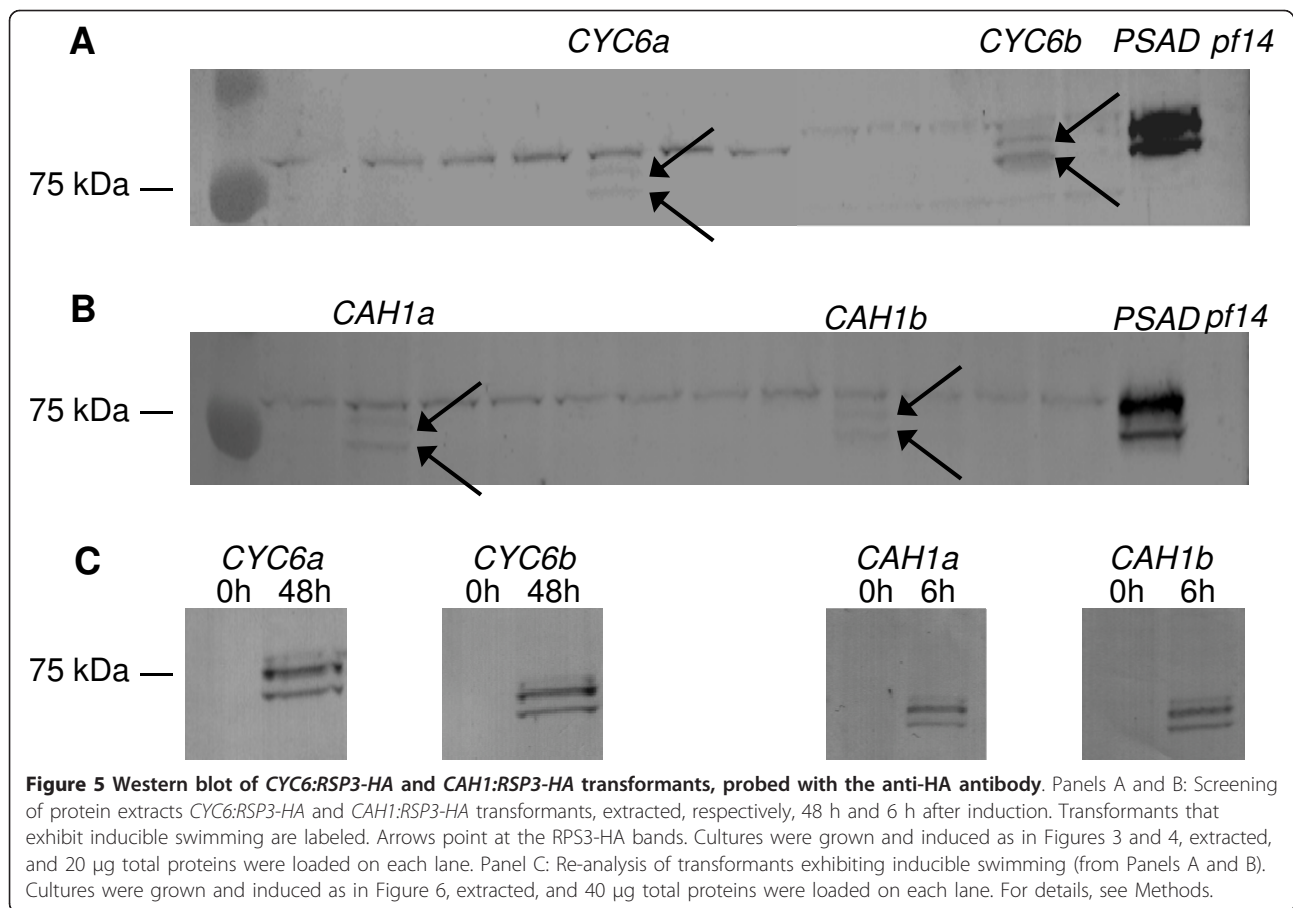 A
CYC6a CYC6b PSAD pf14
75 kDa
B
CAH1a CAH1b PSAD pf14
75 kDa
C
CYC6a CYC6b CAH1a CAH1b
0h 48h 0h 48h 0h 6h 0h 6h
75 kDa
Figure 5 Western blot of CYC6:RSP3-HA and CAH1:RSP3-HA transformants, probed with the anti-HA antibody. Panels A and B: Screening
of protein extracts CYC6:RSP3-HA and CAH1:RSP3-HA transformants, extracted, respectively, 48 h and 6 h after induction. Transformants that
exhibit inducible swimming are labeled. Arrows point at the RPS3-HA bands. Cultures were grown and induced as in Figures 3 and 4, extracted,
and 20 μg total proteins were loaded on each lane. Panel C: Re-analysis of transformants exhibiting inducible swimming (from Panels A and B).
Cultures were grown and induced as in Figure 6, extracted, and 40 μg total proteins were loaded on each lane. For details, see Methods.